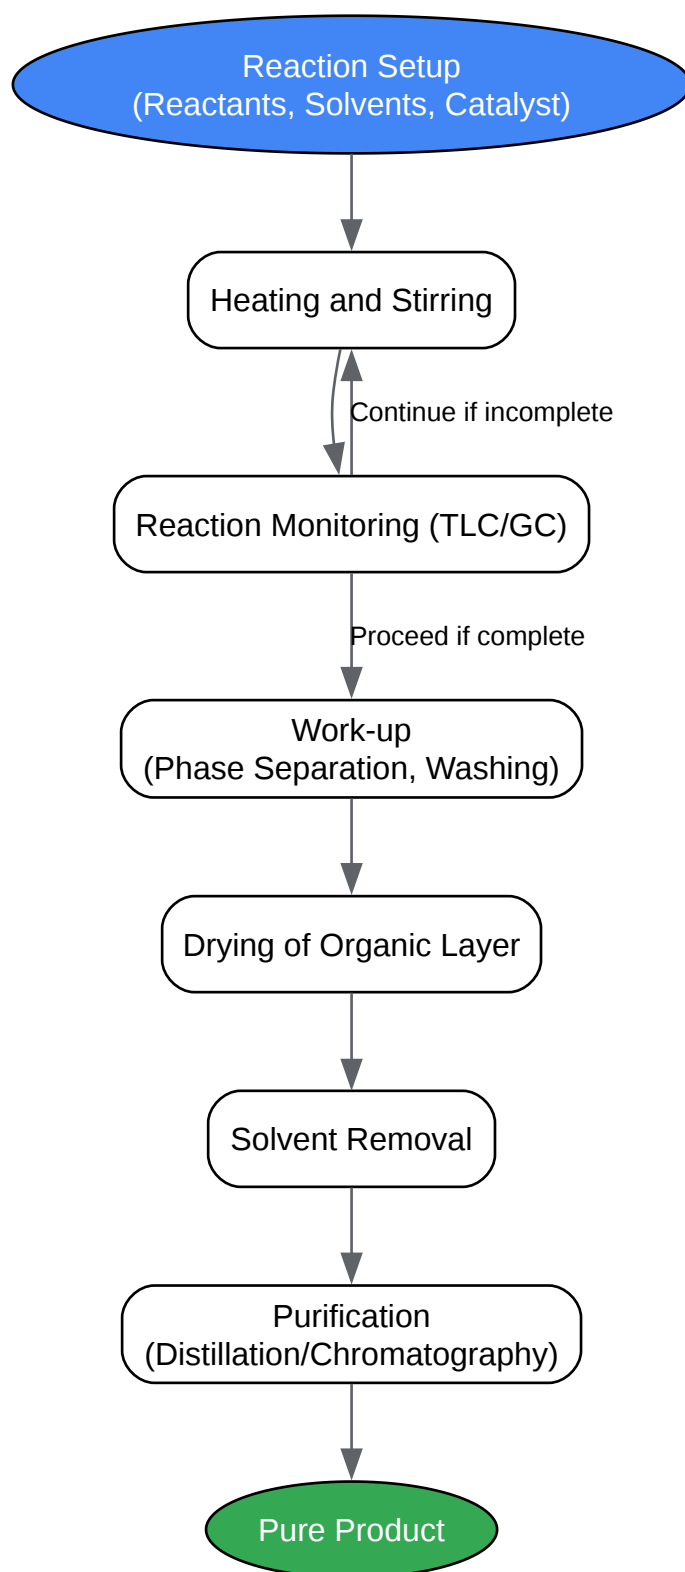 Reaction Setup
(Reactants, Solvents, Catalyst)
Heating and Stirring
Continue if incomplete
Reaction Monitoring (TLC/GC)
Proceed if complete
Work-up
(Phase Separation, Washing)
Drying of Organic Layer
Solvent Removal
Purification
(Distillation/Chromatography)
Pure Product